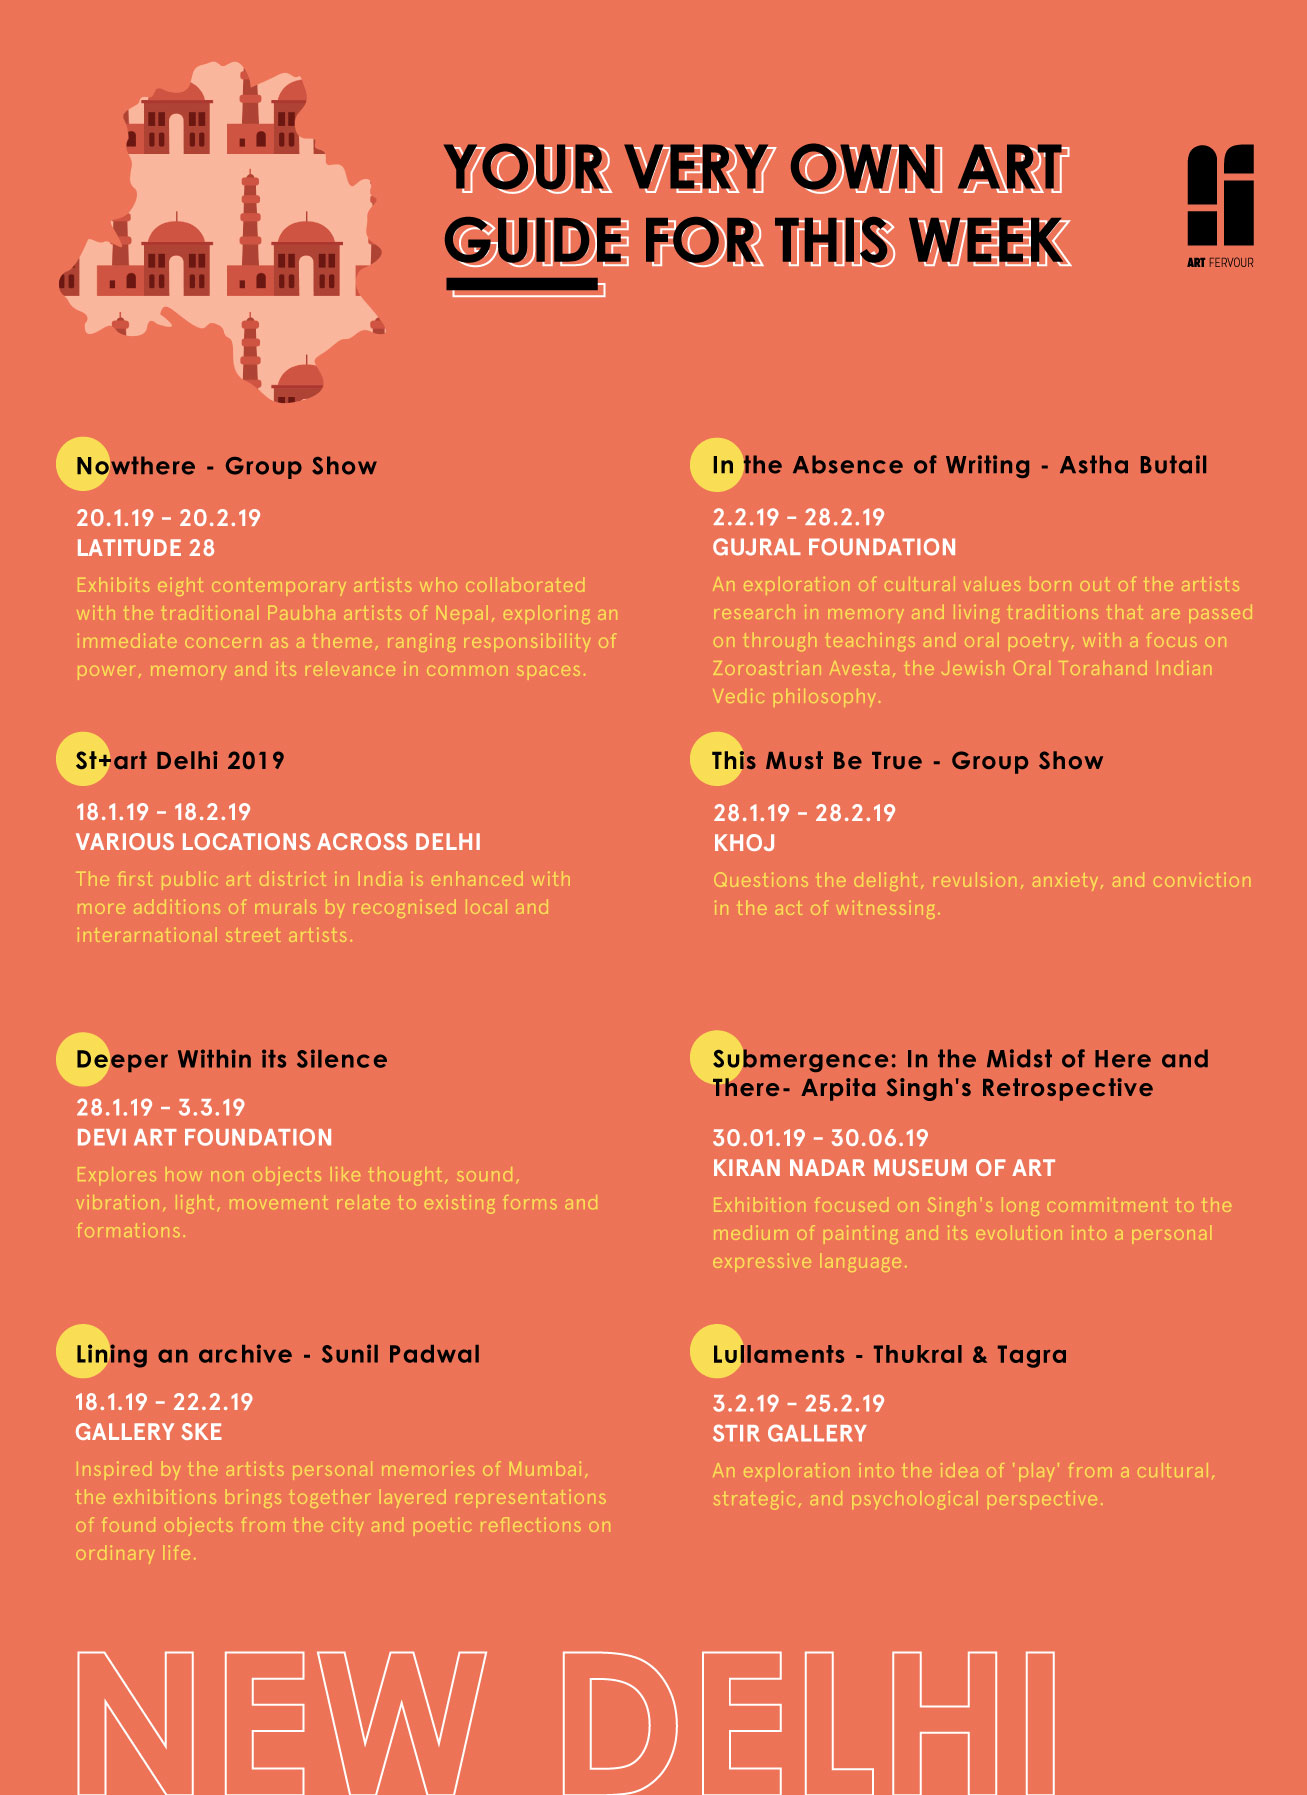 YOUR VERY OWN ART
GUIDE FOR THIS WEEK
ART FERVOUR
Nowthere - Group Show
20.1.19 - 20.2.19
LATITUDE 28
Exhibits eight contemporary artists who collaborated
with the traditional Paubha artists of Nepal, exploring an
immediate concern as a theme, ranging responsibility of
power, memory and its relevance in common spaces.
In the Absence of Writing - Astha Butail
2.2.19 - 28.2.19
GUJRAL FOUNDATION
An exploration of cultural values born out of the artists
research in memory and living traditions that are passed
on through teachings and oral poetry, with a focus on
Zoroastrian Avesta, the Jewish Oral Torahand Indian
Vedic philosophy.
St+art Delhi 2019
18.1.19 - 18.2.19
VARIOUS LOCATIONS ACROSS DELHI
The first public art district in India is enhanced with
more additions of murals by recognised local and
interarnational street artists.
This Must Be True - Group Show
28.1.19 - 28.2.19
KHOJ
Questions the delight, revulsion, anxiety, and conviction
in the act of witnessing.
Deeper Within its Silence
28.1.19 - 3.3.19
DEVI ART FOUNDATION
Explores how non objects like thought, sound,
vibration, light, movement relate to existing forms and
formations.
Submergence: In the Midst of Here and
There- Arpita Singh's Retrospective
30.01.19 - 30.06.19
KIRAN NADAR MUSEUM OF ART
Exhibition focused on Singh's long commitment to the
medium of painting and its evolution into a personal
expressive language.
Lining an archive - Sunil Padwal
18.1.19 - 22.2.19
GALLERY SKE
Inspired by the artists personal memories of Mumbai,
the exhibitions brings together layered representations
of found objects from the city and poetic reflections on
ordinary life.
Lullaments - Thukral & Tagra
3.2.19 - 25.2.19
STIR GALLERY
An exploration into the idea of 'play' from a cultural,
strategic, and psychological perspective.
NEW DELHI